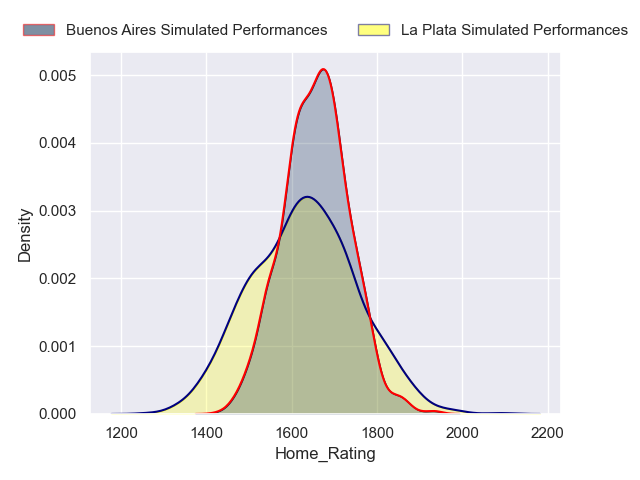 Buenos Aires Simulated Performances La Plata Simulated Performances
0.005
0.004
0.003
0.002
0.001
0.000
Density
1200 1400 1600 1800 2000 2200
Home_Rating